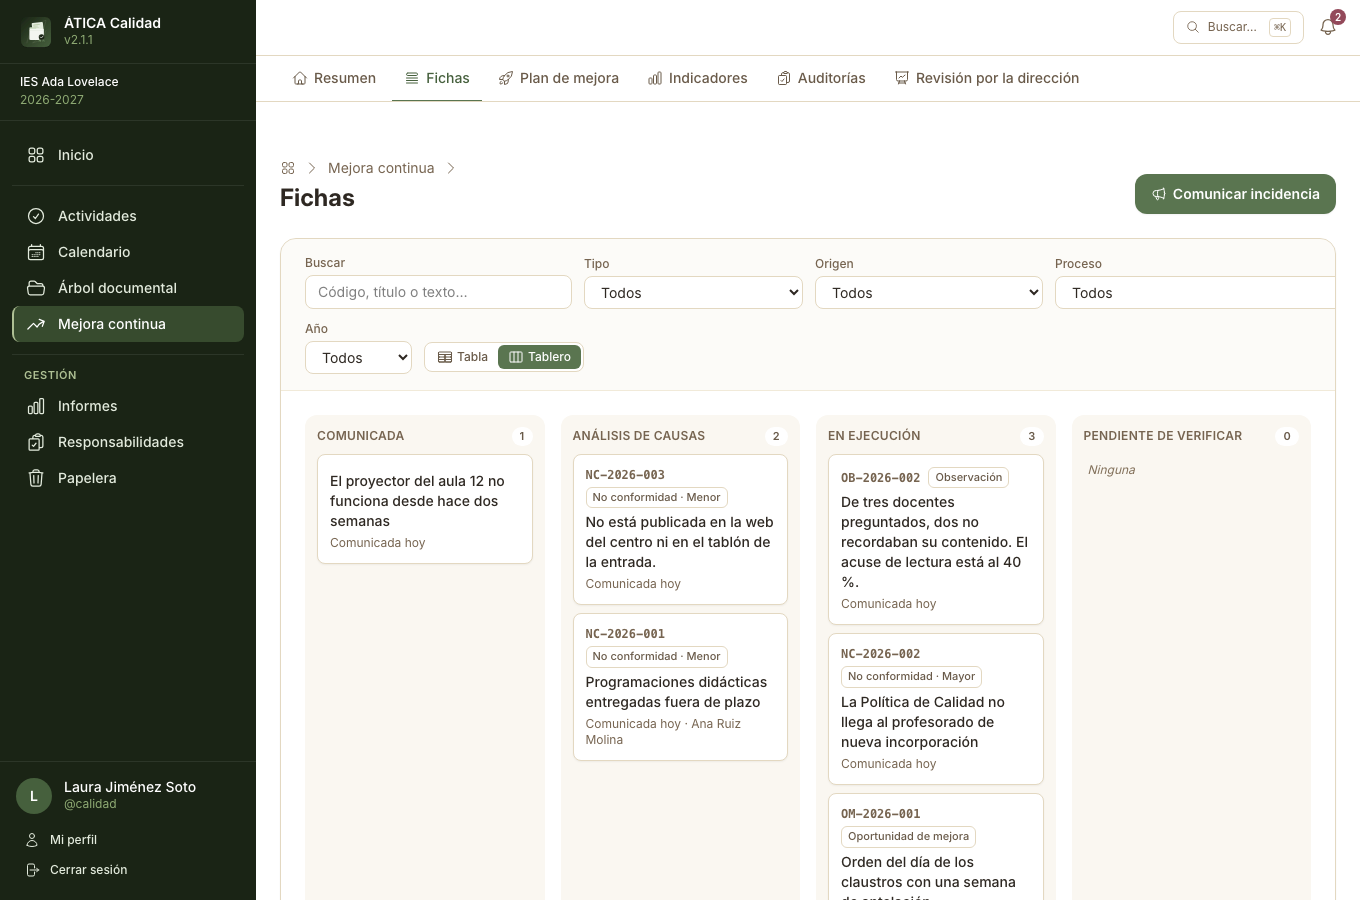 ÁTICA Calidad
v2.1.1
IES Ada Lovelace
2026-2027
Inicio
Actividades
Calendario
Árbol documental
Mejora continua
GESTIÓN
Informes
Responsabilidades
Papelera
L
Laura Jiménez Soto
@calidad
Mi perfil
Cerrar sesión
Buscar...
⌘K
2
Resumen
Fichas
Plan de mejora
Indicadores
Auditorías
Revisión por la dirección
Mejora continua
Fichas
Comunicar incidencia
Buscar
Código, título o texto...
Tipo
Todos
Origen
Todos
Proceso
Todos
Año
Todos
Tabla
Tablero
COMUNICADA
1
El proyector del aula 12 no
funciona desde hace dos
semanas
Comunicada hoy
ANÁLISIS DE CAUSAS
2
NC-2026-003
No conformidad · Menor
No está publicada en la web
del centro ni en el tablón de
la entrada.
Comunicada hoy
NC-2026-001
No conformidad · Menor
Programaciones didácticas
entregadas fuera de plazo
Comunicada hoy · Ana Ruiz
Molina
EN EJECUCIÓN
3
OB-2026-002
Observación
De tres docentes
preguntados, dos no
recordaban su contenido. El
acuse de lectura está al 40
%.
Comunicada hoy
NC-2026-002
No conformidad · Mayor
La Política de Calidad no
llega al profesorado de
nueva incorporación
Comunicada hoy
OM-2026-001
Oportunidad de mejora
Orden del día de los
claustros con una semana
de antelación
PENDIENTE DE VERIFICAR
0
Ninguna